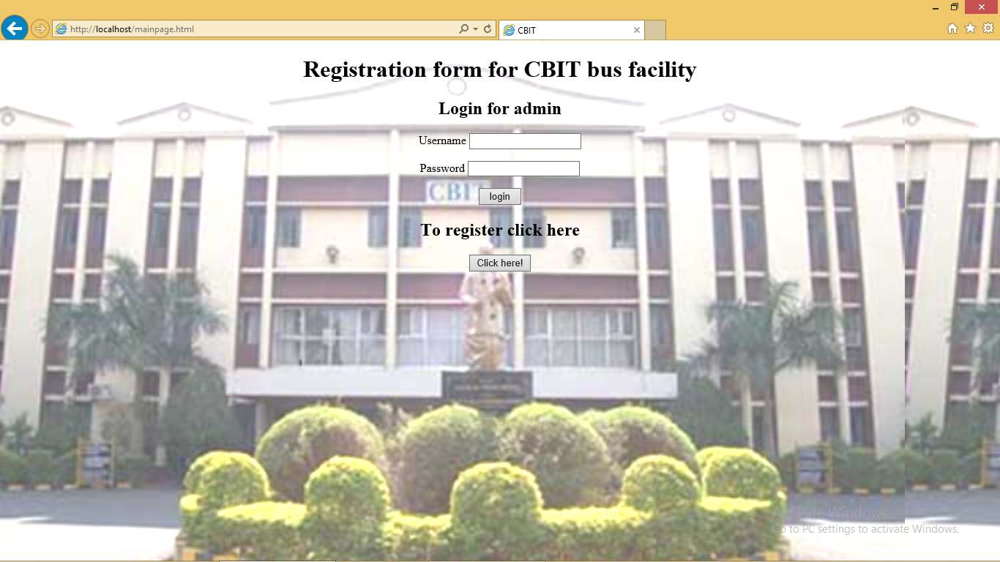 http://localhost/mainpage.html
CBIT
Registration form for CBIT bus facility
Login for admin
Username
Password
CBIT
login
To register click here
Click here!
Activate Windows
Go to PC settings to activate Windows.